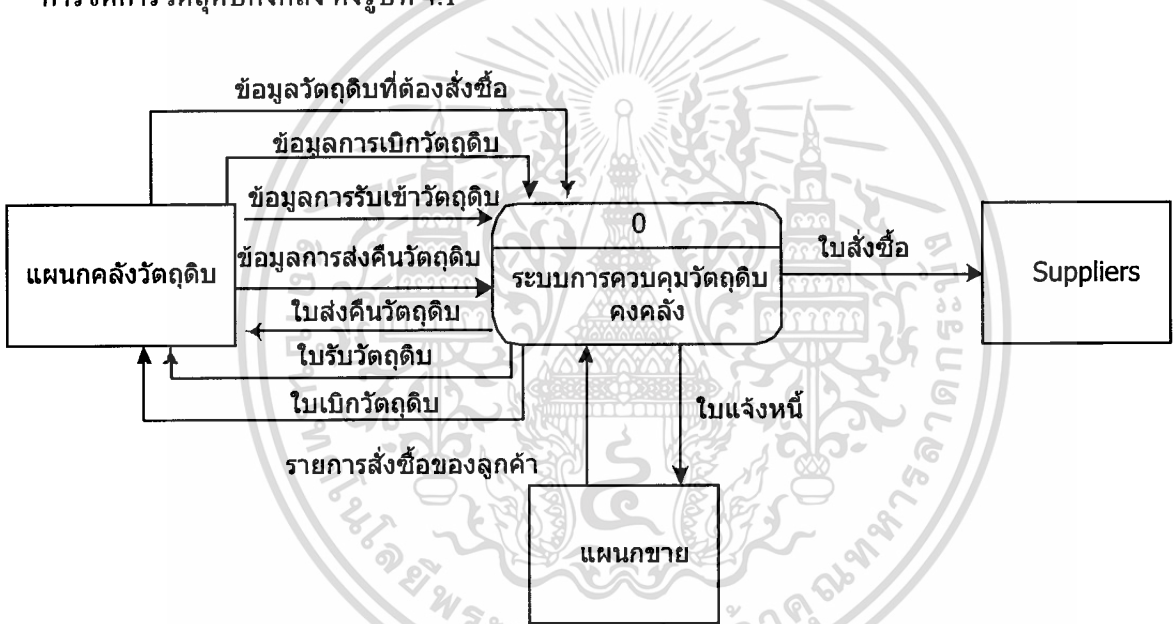 ข้อมูลวัตถุดิบที่ต้องสั่งซื้อ
ข้อมูลการเบิกวัตถุดิบ
ข้อมูลการรับเข้าวัตถุดิบ
0
ใบสั่งซื้อ
แผนกคลังวัตถุดิบ
ข้อมูลการส่งคืนวัตถุดิบ
ระบบการควบคุมวัตถุดิบ
คงคลัง
Suppliers
ใบส่งคืนวัตถุดิบ
ใบรับวัตถุดิบ
ใบเบิกวัตถุดิบ
ใบแจ้งหนี้
รายการสั่งซื้อของลูกค้า
แผนกขาย